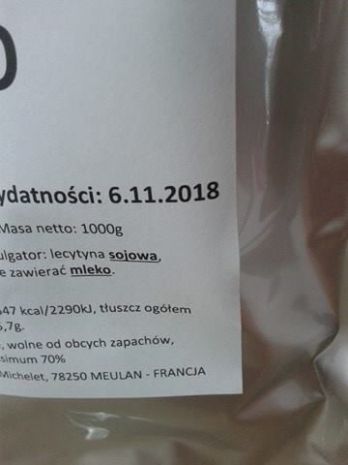 0
ydatności: 6.11.2018
Masa netto: 1000g
ulgator: lecytyna sojowa,
e zawierać mleko.
547 kcal/2290kJ, tłuszcz ogółem
,7g.
, wolne od obcych zapachów,
simum 70%
Michelet, 78250 MEULAN - FRANCJA